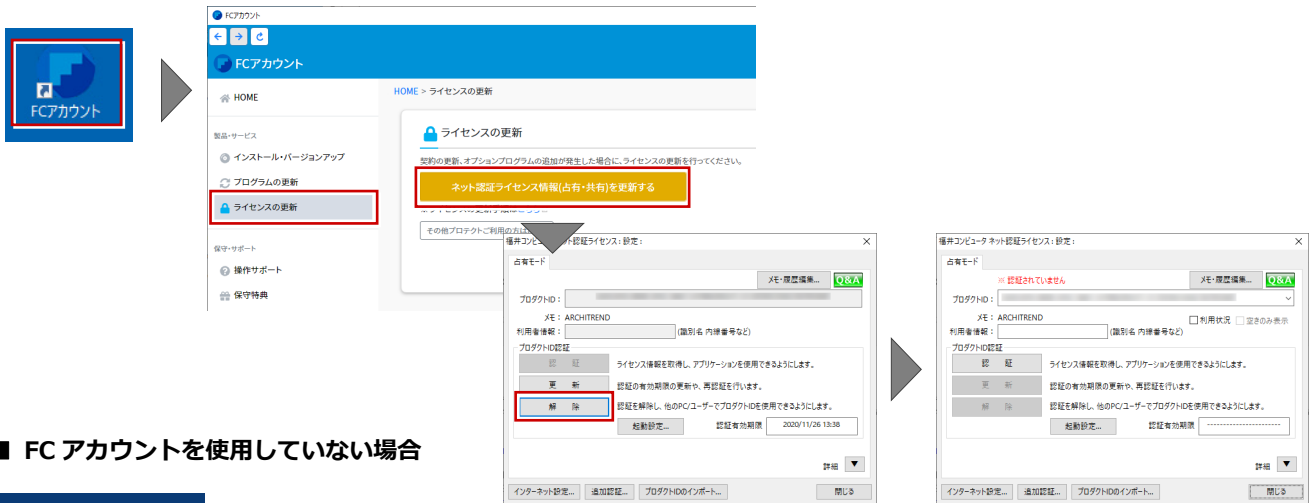 FCアカウント
FCアカウント
FCアカウント
HOME
HOME > ライセンスの更新
製品・サービス
インストール・バージョンアップ
プログラムの更新
ライセンスの更新
保守・サポート
操作サポート
保守特典
ライセンスの更新
契約の更新、オプションプログラムの追加が発生した場合に、ライセンスの更新を行ってください。
ネット認証ライセンス情報(占有・共有)を更新する
その他プロテクトご利用の方は
福井コンピュータ ネット認証ライセンス : 設定 :
占有モード
メモ・履歴編集... Q&A
プロダクトID :
メモ : ARCHITREND
利用者情報 : (識別名 内線番号など)
プロダクトID認証
認 証 ライセンス情報を取得し、アプリケーションを使用できるようにします。
更 新 認証の有効期限の更新や、再認証を行います。
解 除 認証を解除し、他のPC/ユーザーでプロダクトIDを使用できるようにします。
起動設定... 認証有効期限 2020/11/26 13:38
詳細 ▼
インターネット設定... 追加認証... プロダクトIDのインポート... 閉じる
福井コンピュータ ネット認証ライセンス : 設定 :
占有モード
※ 認証されていません メモ・履歴編集... Q&A
プロダクトID :
メモ : ARCHITREND 利用状況 空きのみ表示
利用者情報 : (識別名 内線番号など)
プロダクトID認証
認 証 ライセンス情報を取得し、アプリケーションを使用できるようにします。
更 新 認証の有効期限の更新や、再認証を行います。
解 除 認証を解除し、他のPC/ユーザーでプロダクトIDを使用できるようにします。
起動設定... 認証有効期限 -----------------------
詳細 ▼
インターネット設定... 追加認証... プロダクトIDのインポート... 閉じる
■ FC アカウントを使用していない場合